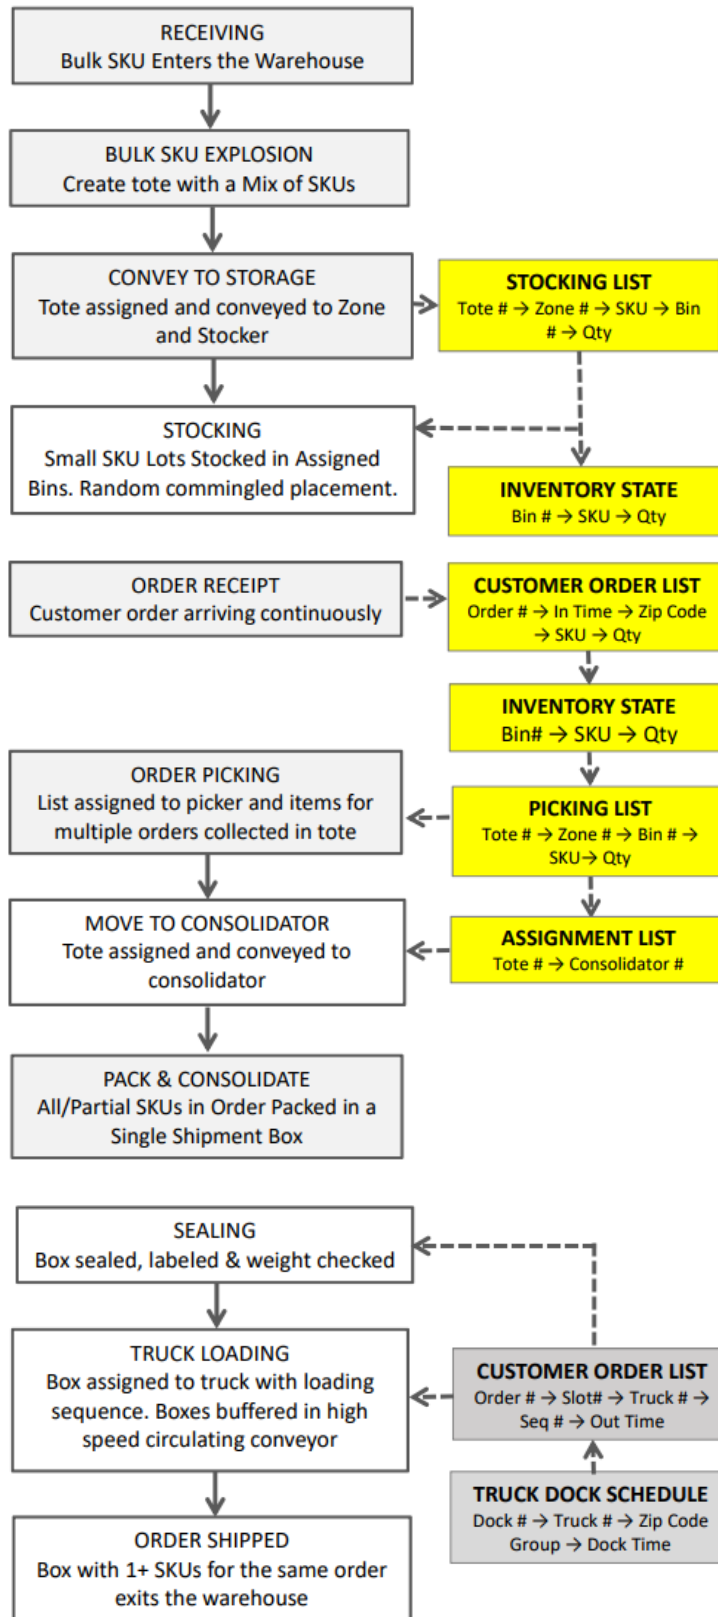 RECEIVING
Bulk SKU Enters the Warehouse
BULK SKU EXPLOSION
Create tote with a Mix of SKUs
CONVEY TO STORAGE
Tote assigned and conveyed to Zone
and Stocker
STOCKING LIST
Tote # → Zone # → SKU → Bin
# → Qty
STOCKING
Small SKU Lots Stocked in Assigned
Bins. Random commingled placement.
INVENTORY STATE
Bin # → SKU → Qty
ORDER RECEIPT
Customer order arriving continuously
CUSTOMER ORDER LIST
Order # → In Time → Zip Code
→ SKU → Qty
INVENTORY STATE
Bin# → SKU → Qty
ORDER PICKING
List assigned to picker and items for
multiple orders collected in tote
PICKING LIST
Tote # → Zone # → Bin # →
SKU→ Qty
MOVE TO CONSOLIDATOR
Tote assigned and conveyed to
consolidator
ASSIGNMENT LIST
Tote # → Consolidator #
PACK & CONSOLIDATE
All/Partial SKUs in Order Packed in a
Single Shipment Box
SEALING
Box sealed, labeled & weight checked
TRUCK LOADING
Box assigned to truck with loading
sequence. Boxes buffered in high
speed circulating conveyor
CUSTOMER ORDER LIST
Order # → Slot# → Truck # →
Seq # → Out Time
TRUCK DOCK SCHEDULE
Dock # → Truck # → Zip Code
Group → Dock Time
ORDER SHIPPED
Box with 1+ SKUs for the same order
exits the warehouse